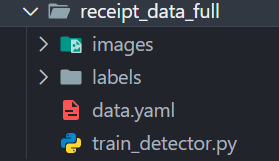 receipt_data_full
images
labels
data.yaml
train_detector.py